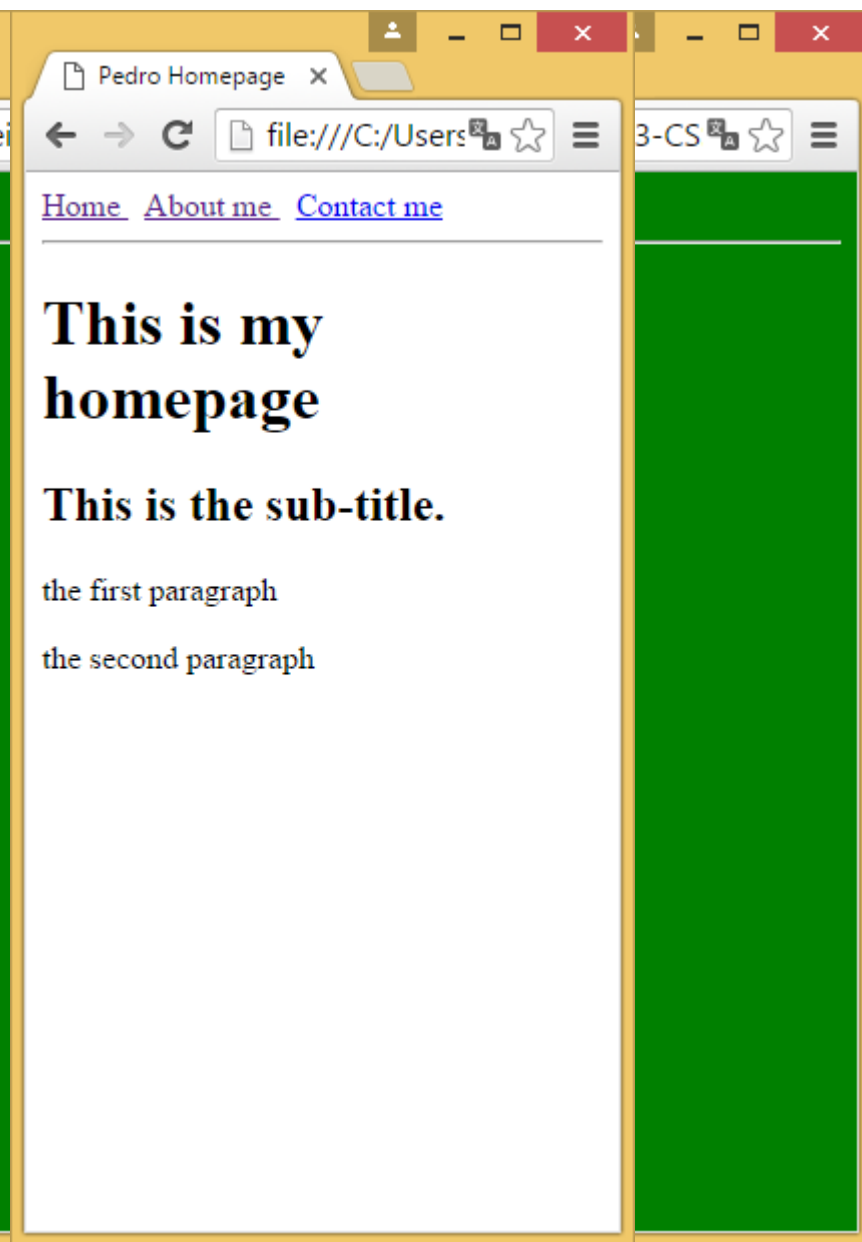 Pedro Homepage
file:///C:/Users
3-CS
Home About me Contact me
This is my
homepage
This is the sub-title.
the first paragraph
the second paragraph